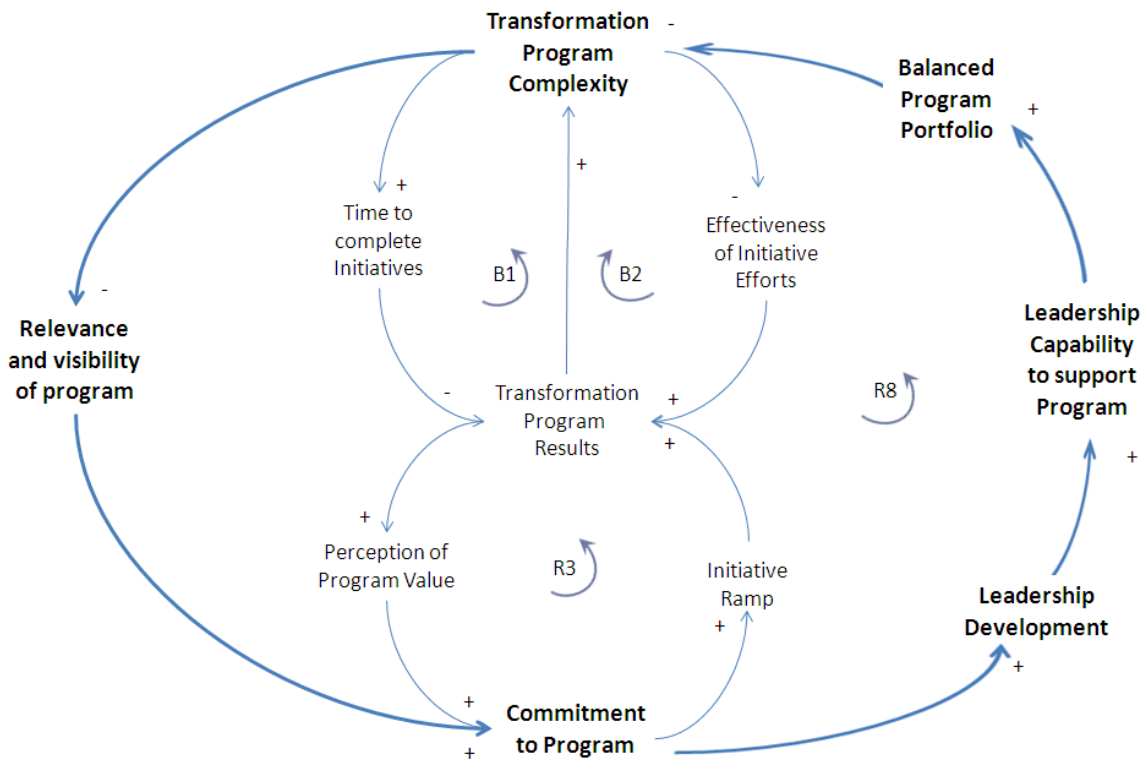 Transformation
Program
Complexity
-
Balanced
Program
Portfolio
+
+
+
-
Time to
complete
Initiatives
Effectiveness
of Initiative
Efforts
B1
B2
-
Relevance
and visibility
of program
Leadership
Capability
to support
Program
R8
-
Transformation
Program
Results
+
+
+
+
Perception of
Program Value
R3
Initiative
Ramp
+
Leadership
Development
+
+
+
Commitment
to Program